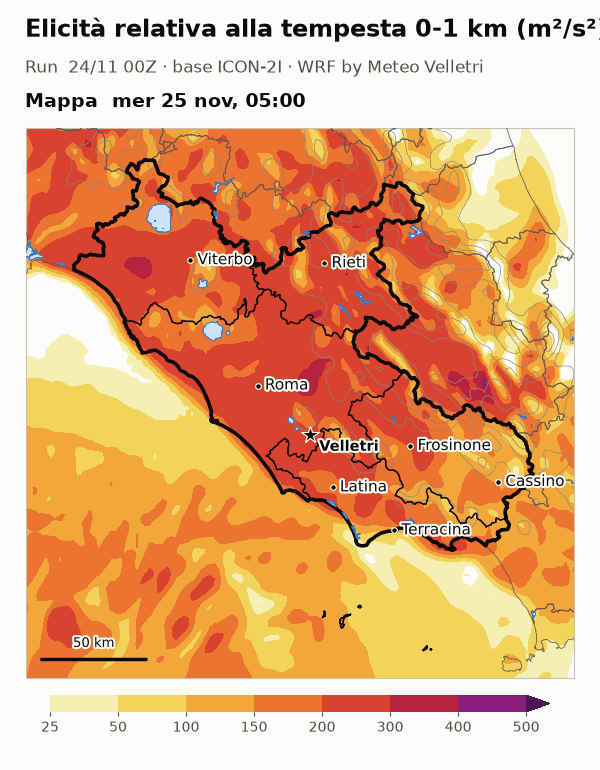 Elicità relativa alla tempesta 0-1 km (m²/s²)
Run  24/11 00Z · base ICON-2I · WRF by Meteo Velletri
Mappa  mer 25 nov, 05:00
Viterbo
Rieti
Roma
Velletri
Frosinone
Latina
Cassino
Terracina
50 km
25 50 100 150 200 300 400 500